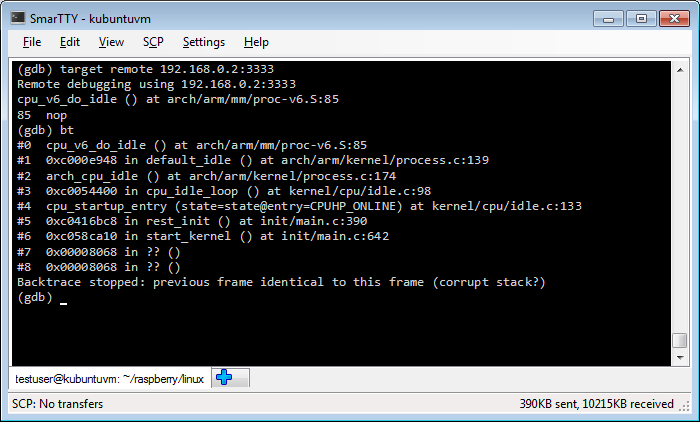 SmarTTY - kubuntuvm
File Edit View SCP Settings Help
(gdb) target remote 192.168.0.2:3333
Remote debugging using 192.168.0.2:3333
cpu_v6_do_idle () at arch/arm/mm/proc-v6.S:85
85 nop
(gdb) bt
#0 cpu_v6_do_idle () at arch/arm/mm/proc-v6.S:85
#1 0xc000e948 in default_idle () at arch/arm/kernel/process.c:139
#2 arch_cpu_idle () at arch/arm/kernel/process.c:174
#3 0xc0054400 in cpu_idle_loop () at kernel/cpu/idle.c:98
#4 cpu_startup_entry (state=state@entry=CPUHP_ONLINE) at kernel/cpu/idle.c:133
#5 0xc0416bc8 in rest_init () at init/main.c:390
#6 0xc058ca10 in start_kernel () at init/main.c:642
#7 0x00008068 in ?? ()
#8 0x00008068 in ?? ()
Backtrace stopped: previous frame identical to this frame (corrupt stack?)
(gdb) _
testuser@kubuntuvm: ~/raspberry/linux
SCP: No transfers 390KB sent, 10215KB received